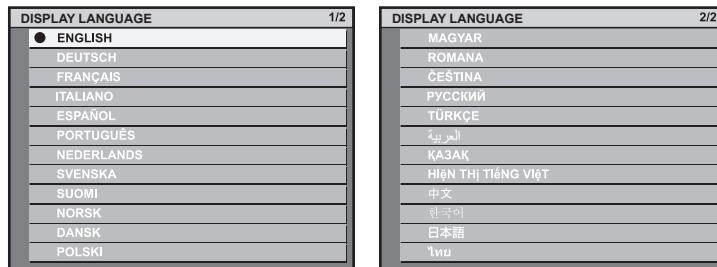 DISPLAY LANGUAGE 1/2
ENGLISH
DEUTSCH
FRANÇAIS
ITALIANO
ESPAÑOL
PORTUGUÊS
NEDERLANDS
SVENSKA
SUOMI
NORSK
DANSK
POLSKI
DISPLAY LANGUAGE 2/2
MAGYAR
ROMANA
ČEŠTINA
РУССКИЙ
TÜRKÇE
العربية
ҚАЗАҚ
HIệN THị TIếNG VIệT
中文
한국어
日本語
ไทย